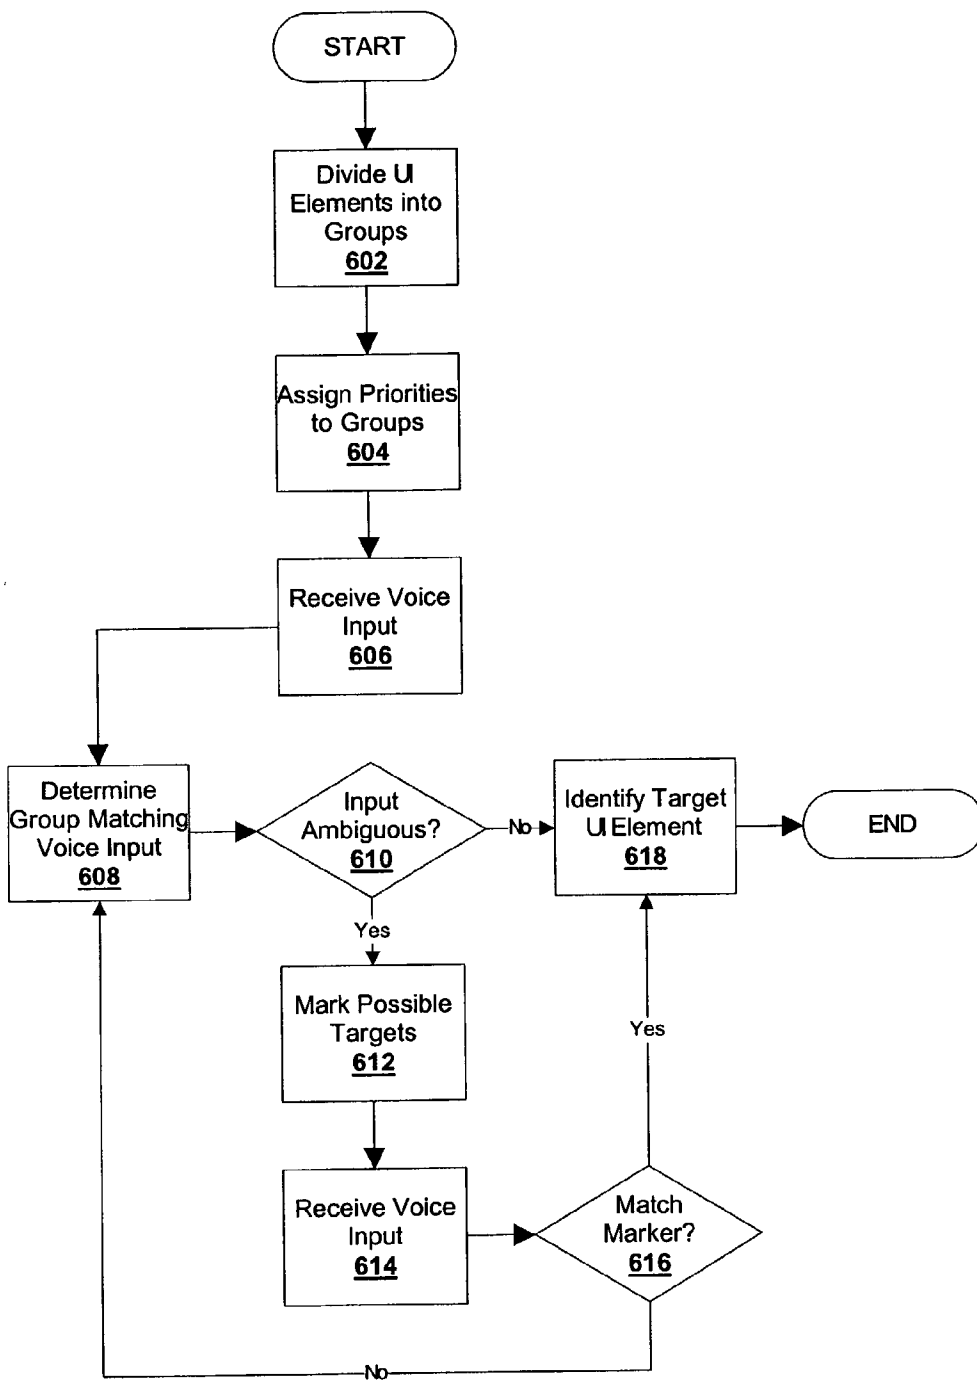 START
Divide UI
Elements into
Groups
602
Assign Priorities
to Groups
604
Receive Voice
Input
606
Determine
Group Matching
Voice Input
608
Input
Ambiguous?
610
No
Identify Target
UI Element
618
END
Yes
Mark Possible
Targets
612
Yes
Receive Voice
Input
614
Match
Marker?
616
No